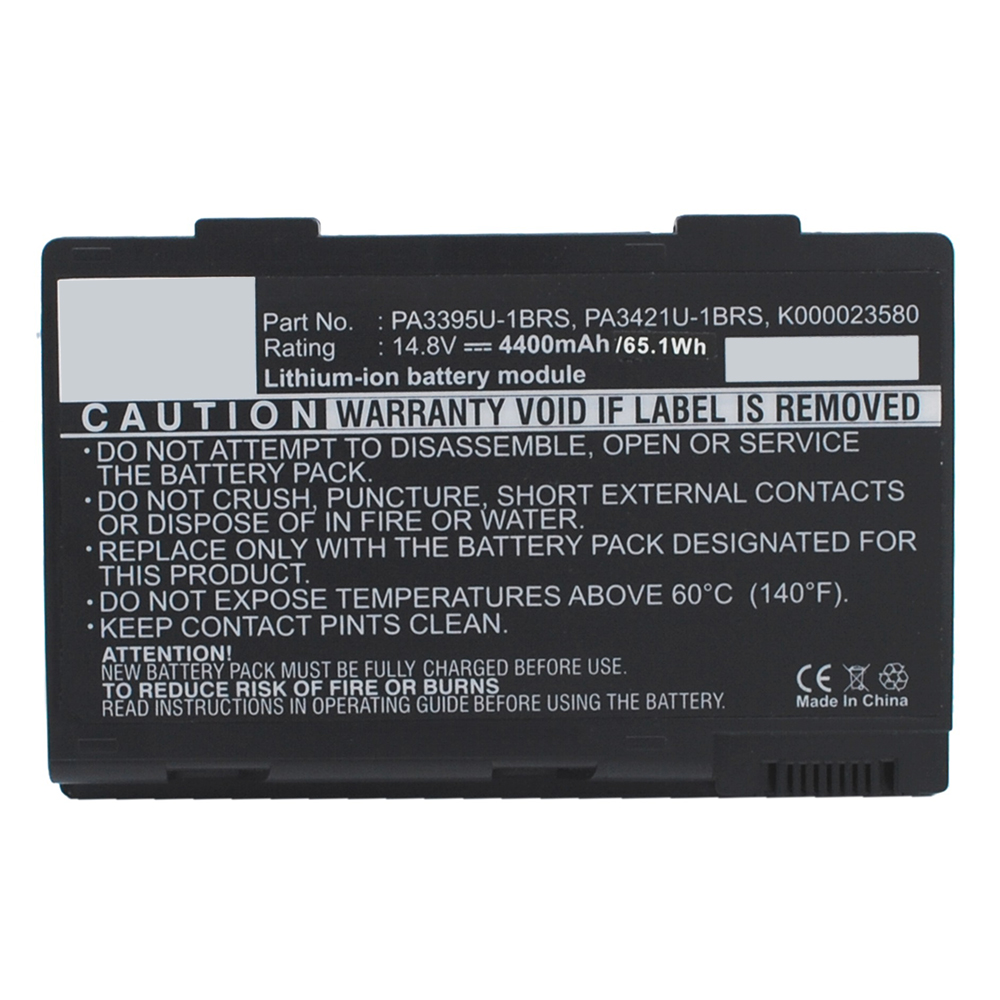 Part No. : PA3395U-1BRS, PA3421U-1BRS, K000023580
Rating : 14.8V ⎓ 4400mAh /65.1Wh
Lithium-ion battery module
CAUTION WARRANTY VOID IF LABEL IS REMOVED
•DO NOT ATTEMPT TO DISASSEMBLE, OPEN OR SERVICE
THE BATTERY PACK.
•DO NOT CRUSH, PUNCTURE, SHORT EXTERNAL CONTACTS
OR DISPOSE OF IN FIRE OR WATER.
•REPLACE ONLY WITH THE BATTERY PACK DESIGNATED FOR
THIS PRODUCT.
•DO NOT EXPOSE TEMPERATURES ABOVE 60°C (140°F).
•KEEP CONTACT PINTS CLEAN.
ATTENTION!
NEW BATTERY PACK MUST BE FULLY CHARGED BEFORE USE.
TO REDUCE RISK OF FIRE OR BURNS
READ INSTRUCTIONS IN OPERATING GUIDE BEFORE USING THE BATTERY.
CE
Made In China